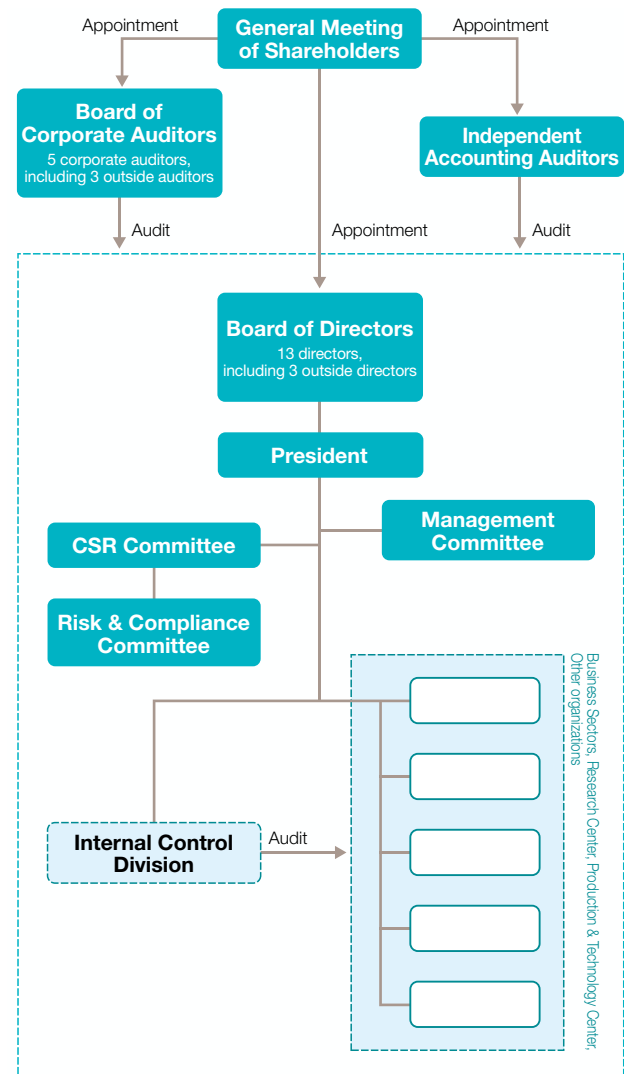 Appointment
General Meeting
of Shareholders
Appointment
Board of
Corporate Auditors
5 corporate auditors,
including 3 outside auditors
Independent
Accounting Auditors
Audit
Appointment
Audit
Board of Directors
13 directors,
including 3 outside directors
President
CSR Committee
Management
Committee
Risk & Compliance
Committee
Business Sectors, Research Center, Production & Technology Center,
Other organizations
Internal Control
Division
Audit